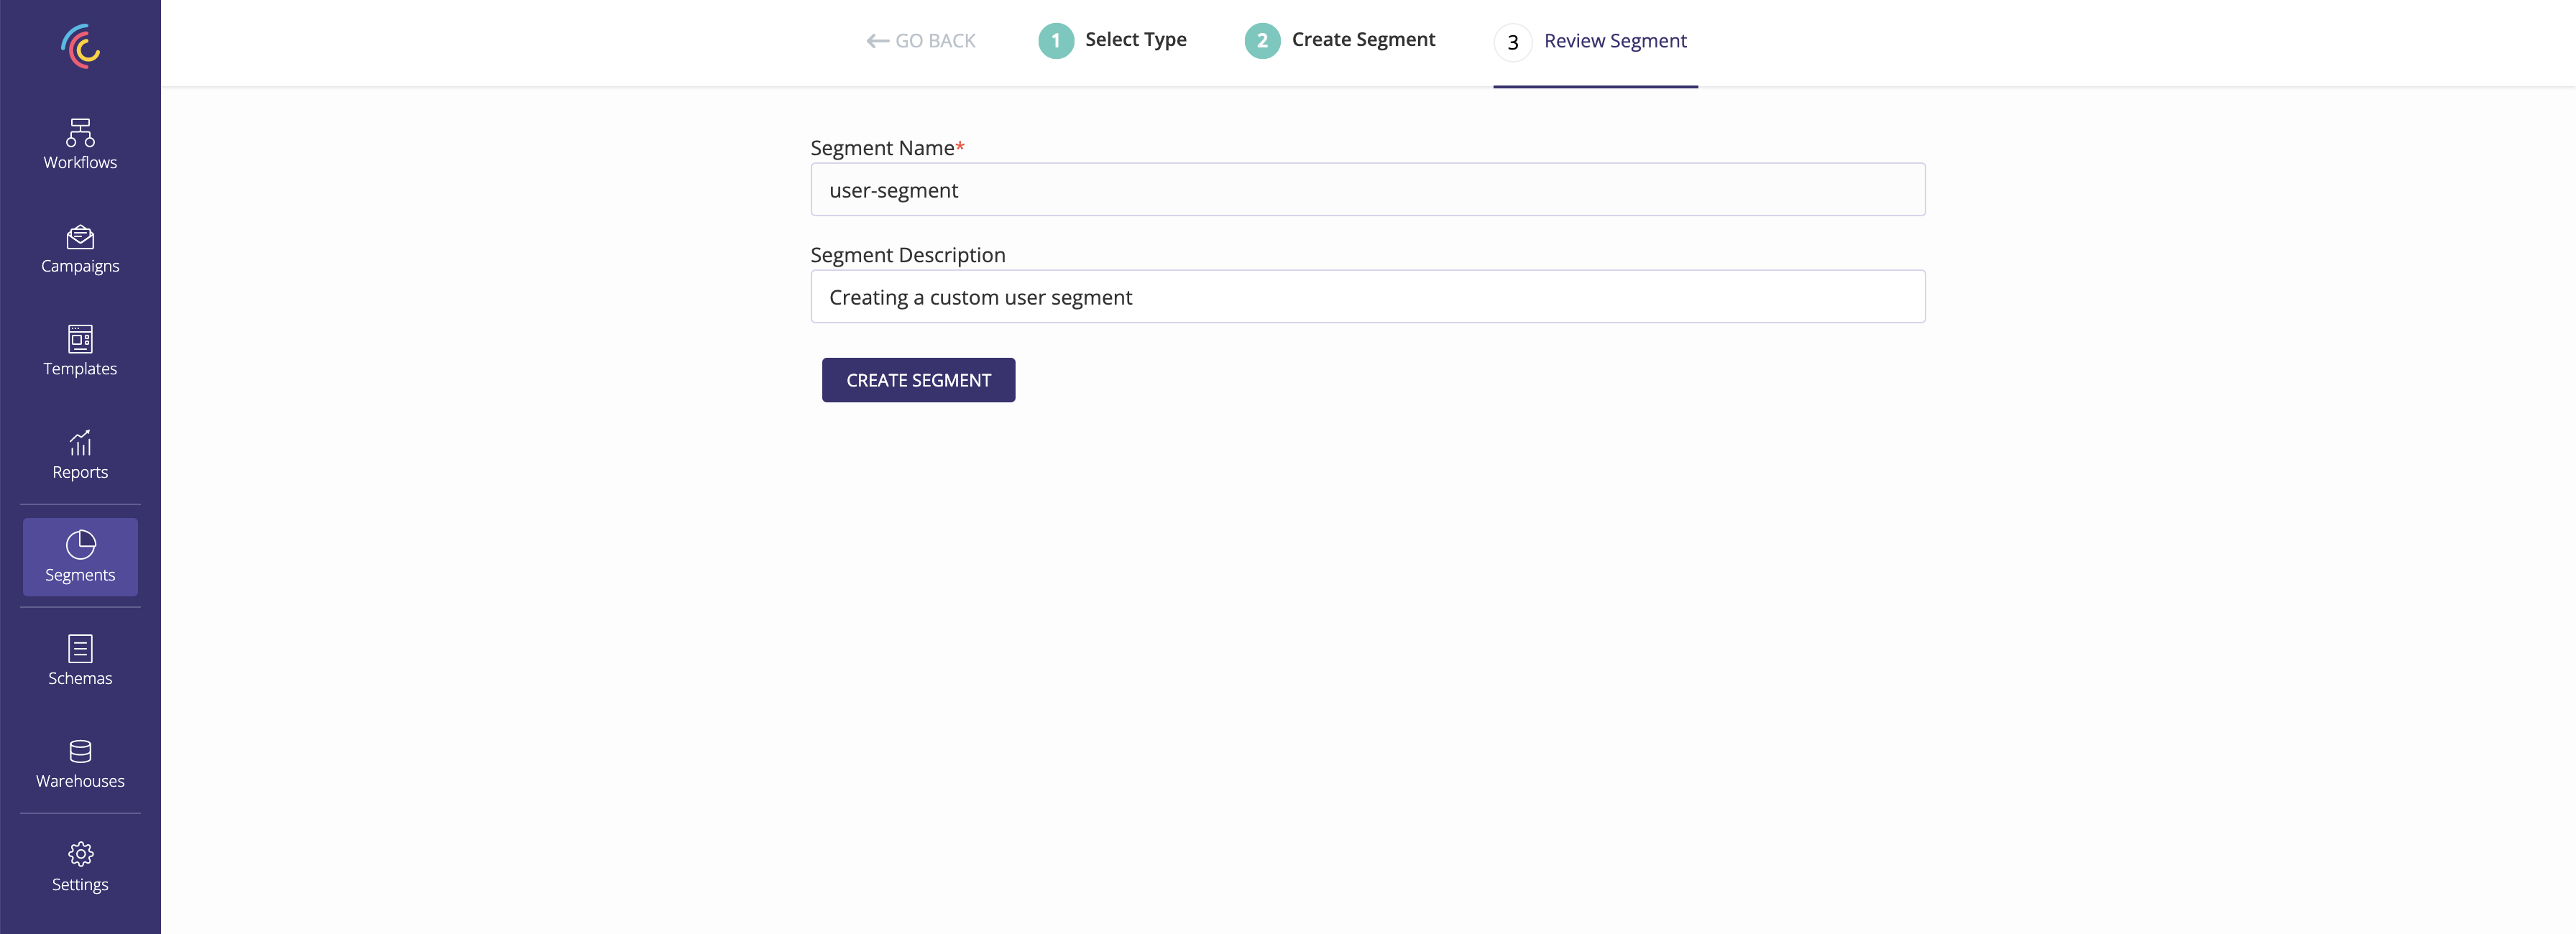 GO BACK
1 Select Type
2 Create Segment
3 Review Segment
Workflows
Campaigns
Templates
Reports
Segments
Schemas
Warehouses
Settings
Segment Name*
user-segment
Segment Description
Creating a custom user segment
CREATE SEGMENT